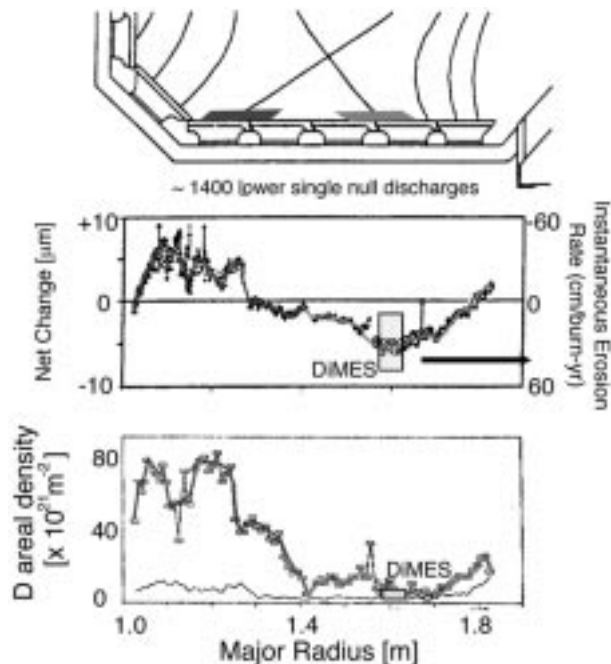 ~ 1400 lower single null discharges
+10
0
-10
Net Change [µm]
-60
0
60
Instantaneous Erosion
Rate (cm/burn-yr)
DiMES
80
40
0
D areal density
[x 10²¹m⁻²]
DiMES
1.0
1.4
1.8
Major Radius [m]